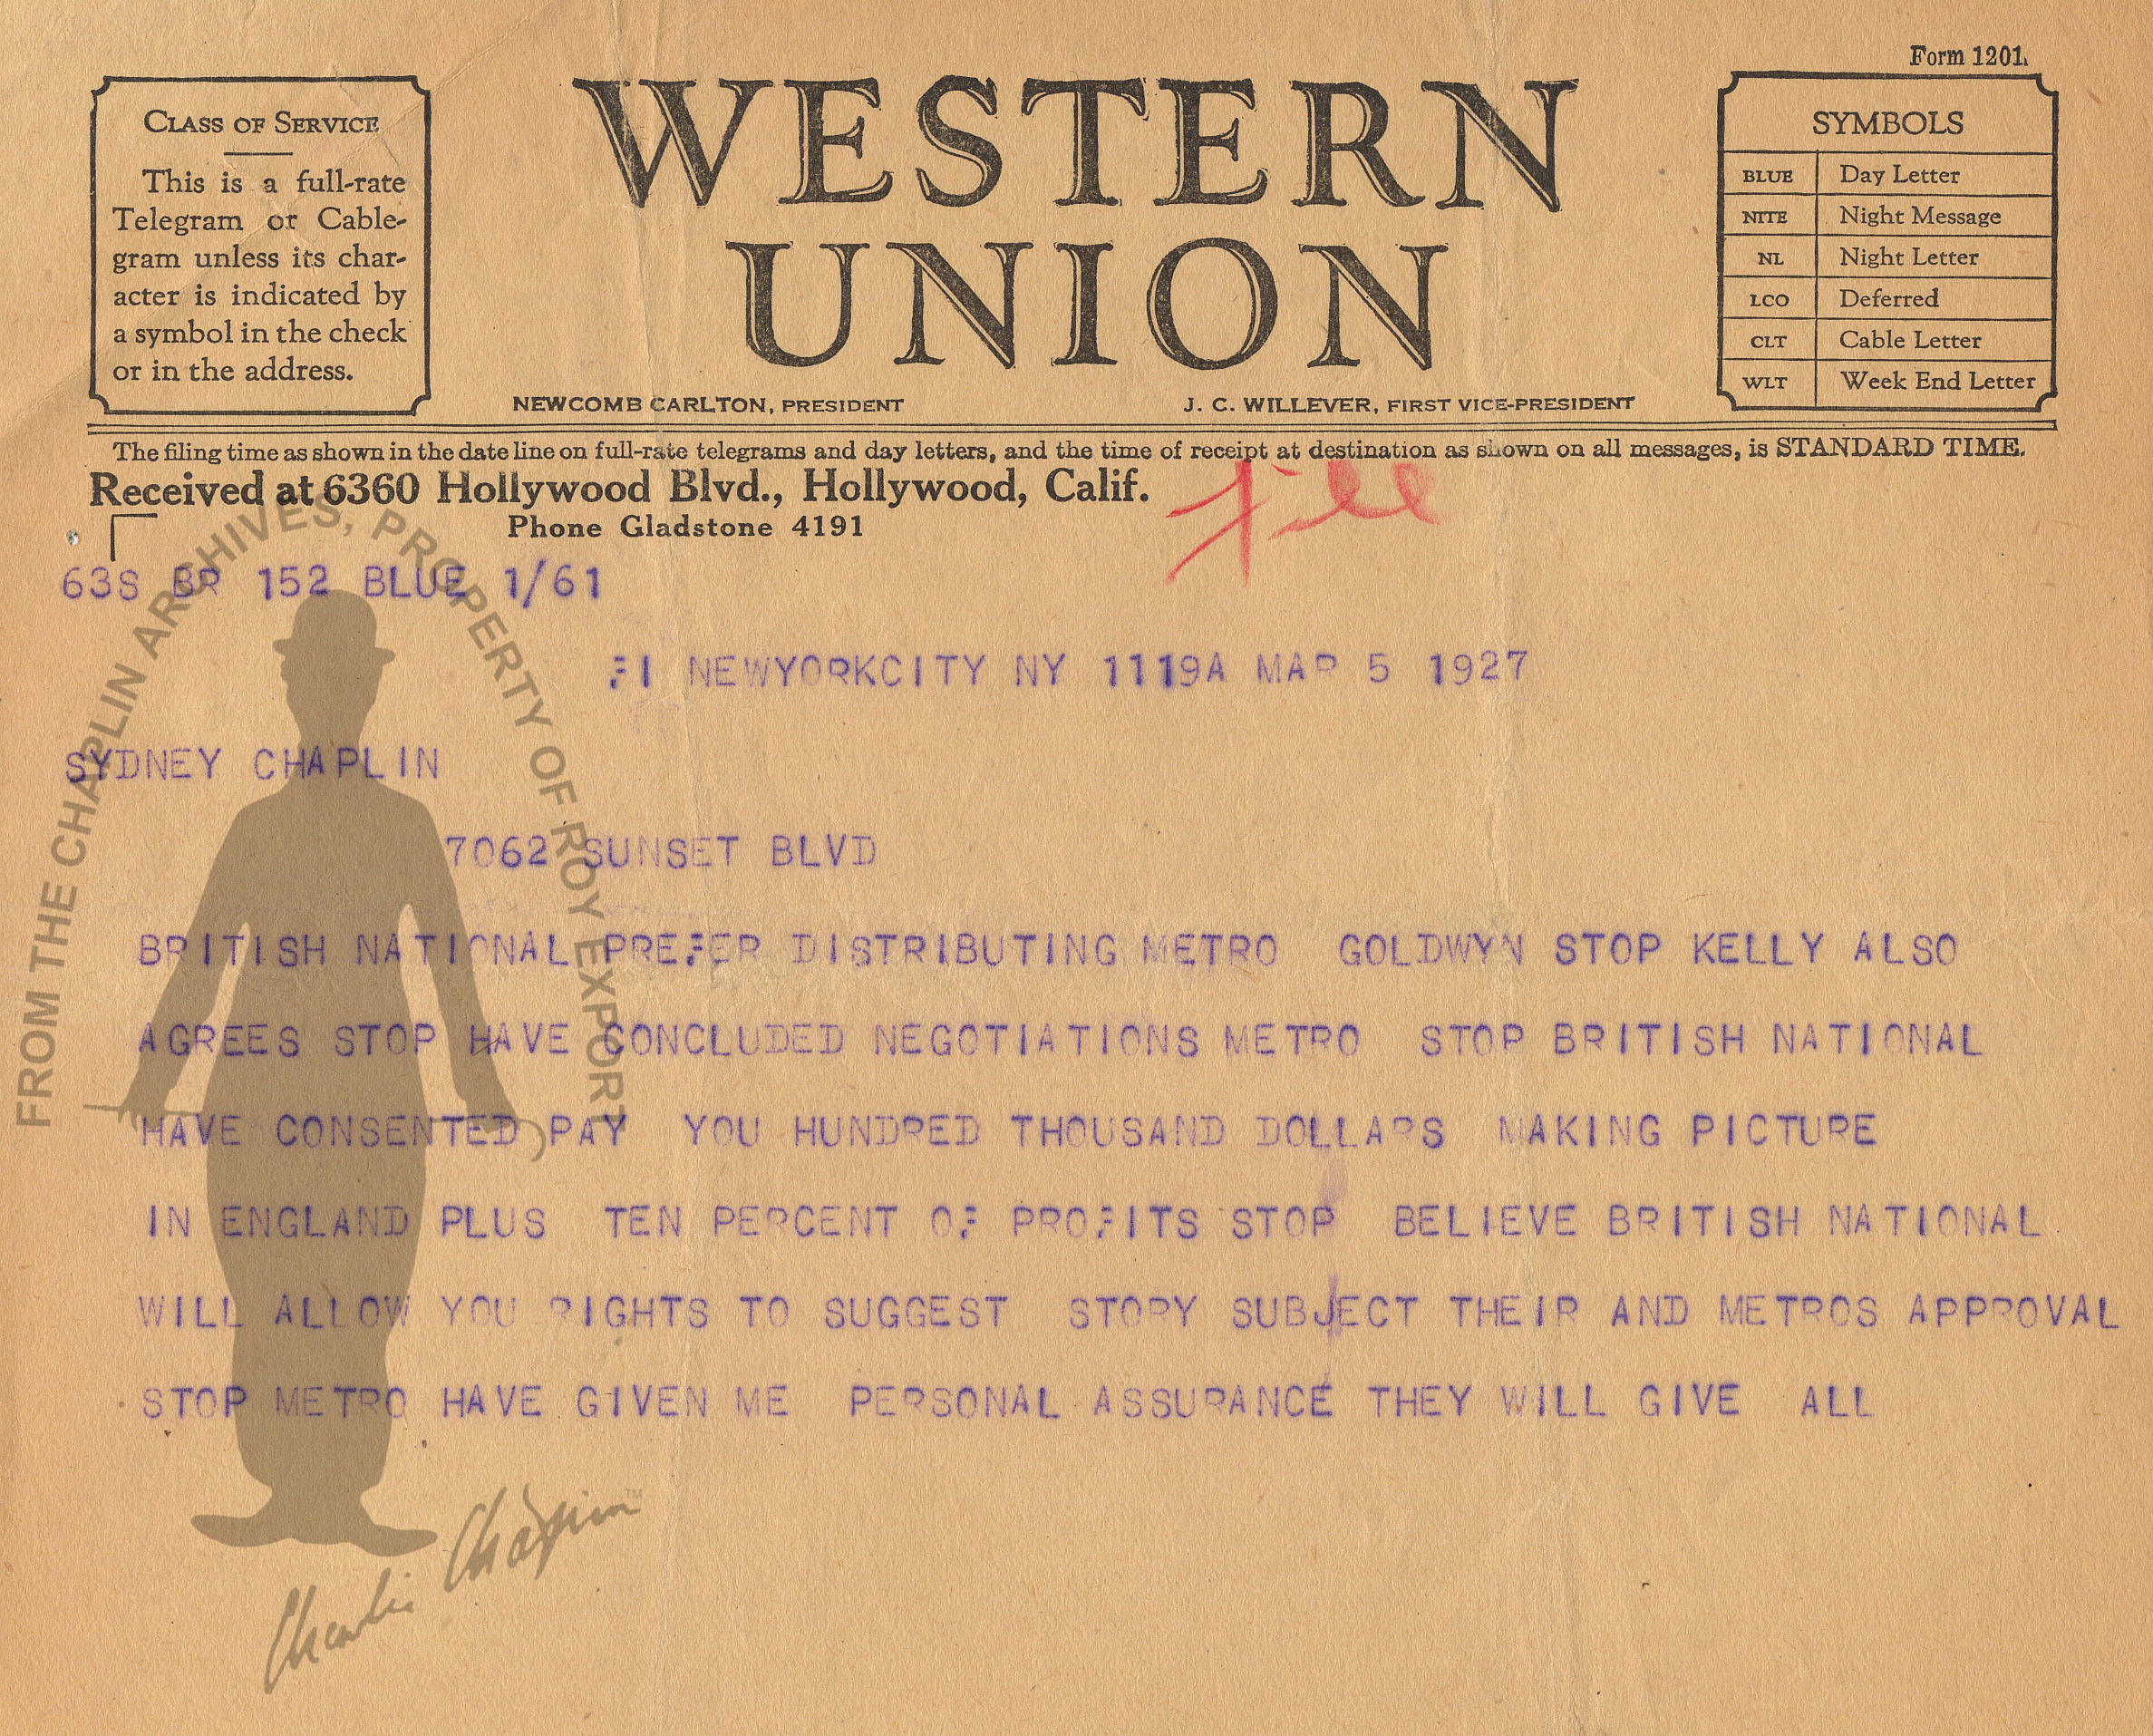 Form 1201
CLASS OF SERVICE
This is a full-rate
Telegram or Cable-
gram unless its char-
acter is indicated by
a symbol in the check
or in the address.
WESTERN
UNION
NEWCOMB CARLTON, PRESIDENT
J. C. WILLEVER, FIRST VICE-PRESIDENT
SYMBOLS
BLUE Day Letter
NITE Night Message
NL Night Letter
LCO Deferred
CLT Cable Letter
WLT Week End Letter
The filing time as shown in the date line on full-rate telegrams and day letters, and the time of receipt at destination as shown on all messages, is STANDARD TIME.
Received at 6360 Hollywood Blvd., Hollywood, Calif.
Phone Gladstone 4191
file
63S BR 152 BLUE 1/61
FI NEWYORKCITY NY 1119A MAR 5 1927
SYDNEY CHAPLIN
7062 SUNSET BLVD
BRITISH NATIONAL PREFER DISTRIBUTING METRO GOLDWYN STOP KELLY ALSO
AGREES STOP HAVE CONCLUDED NEGOTIATIONS METRO STOP BRITISH NATIONAL
HAVE CONSENTED PAY YOU HUNDRED THOUSAND DOLLARS MAKING PICTURE
IN ENGLAND PLUS TEN PERCENT OF PROFITS STOP BELIEVE BRITISH NATIONAL
WILL ALLOW YOU RIGHTS TO SUGGEST STORY SUBJECT THEIR AND METROS APPROVAL
STOP METRO HAVE GIVEN ME PERSONAL ASSURANCE THEY WILL GIVE ALL
FROM THE CHAPLIN ARCHIVES, PROPERTY OF ROY EXPORT
Charlie Chaplin™